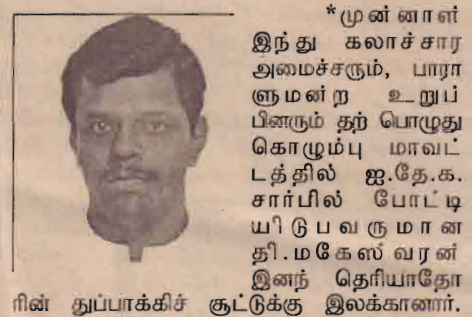 *முன்னாள்
இந்து கலாச்சார
அமைச்சரும், பாரா
ளுமன்ற உறுப்
பினரும் தற் பொழுது
கொழும்பு மாவட்
டத்தில் ஐ.தே.க.
சார்பில் போட்டி
யிடுபவருமான
தி.மகேஸ்வரன்
இனந் தெரியாதோ
ரின் துப்பாக்கிச் சூட்டுக்கு இலக்கானார்.